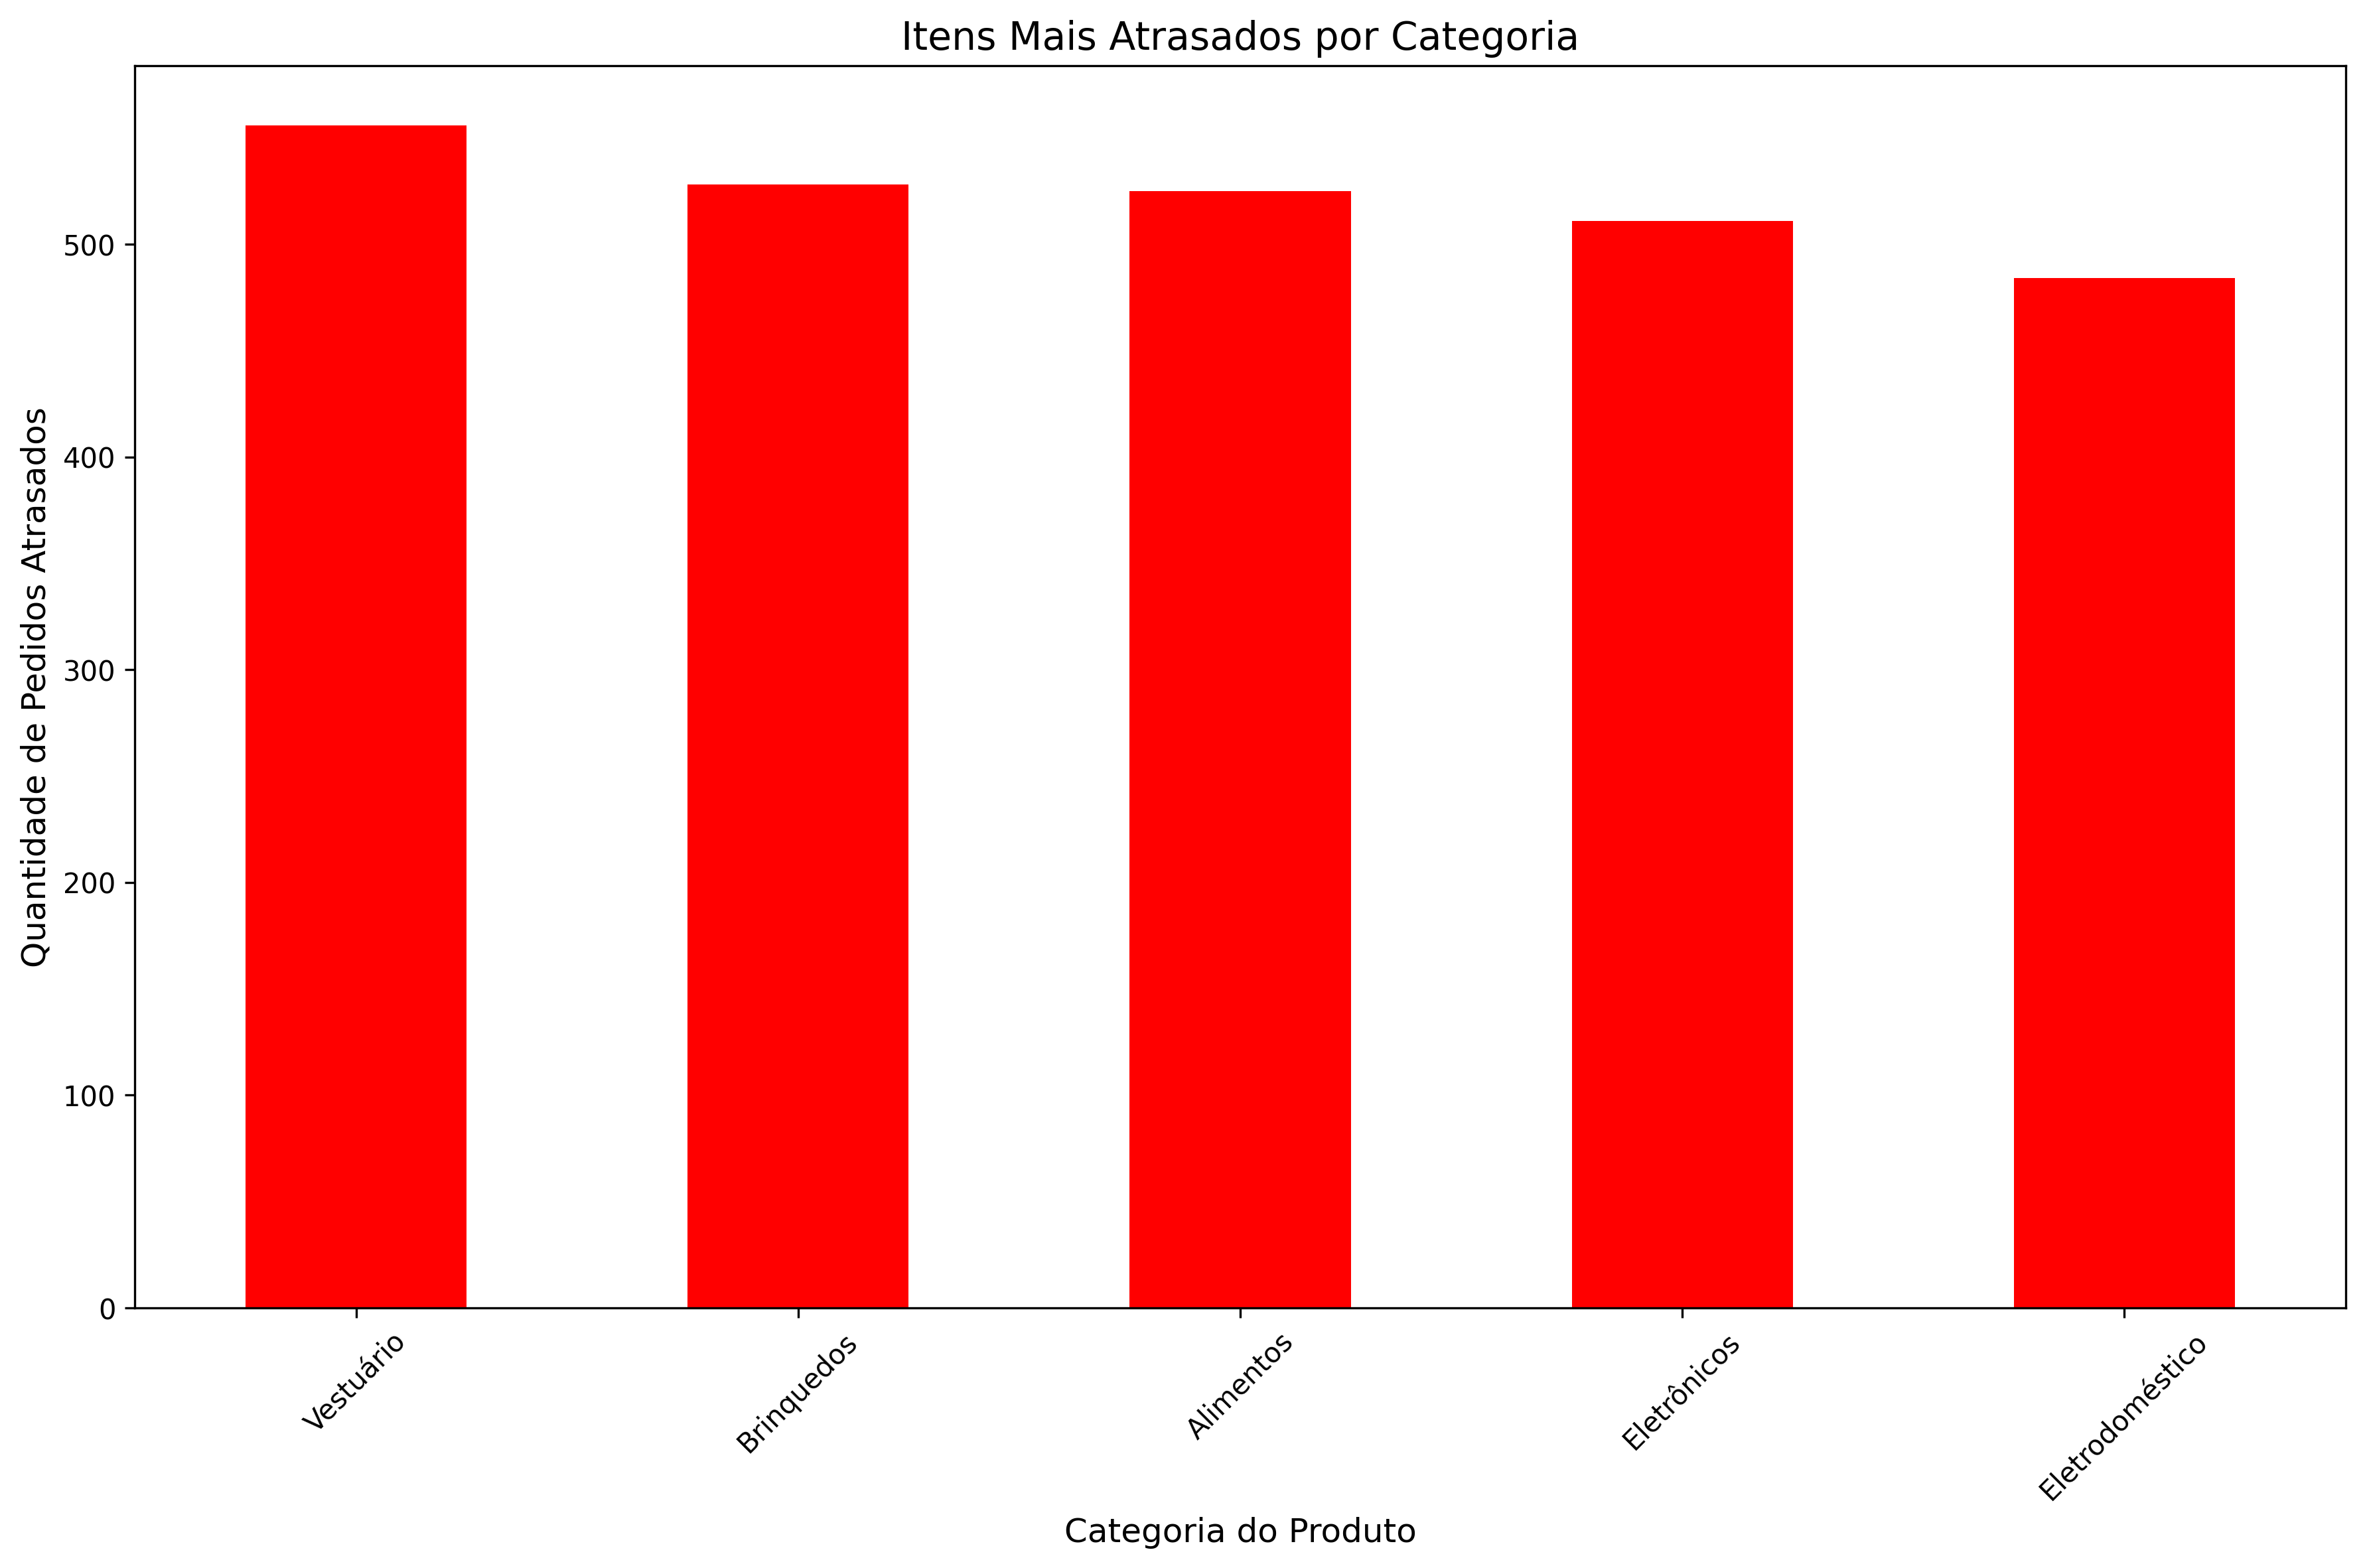 Itens Mais Atrasados por Categoria
Quantidade de Pedidos Atrasados
500
400
300
200
100
0
Vestuário
Brinquedos
Alimentos
Eletrônicos
Eletrodoméstico
Categoria do Produto